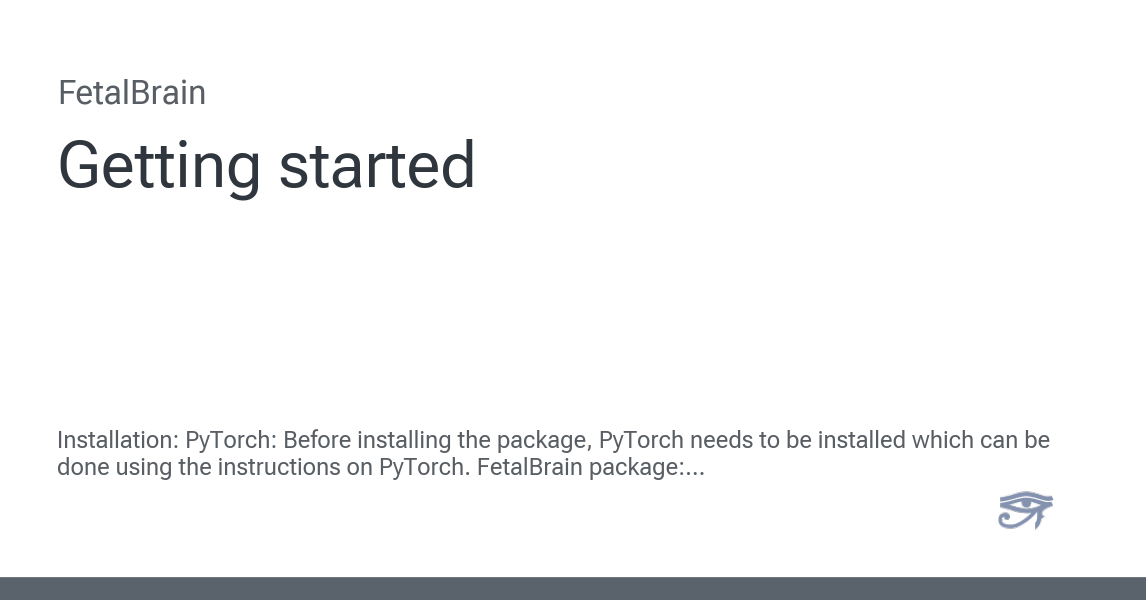 FetalBrain
Getting started
Installation: PyTorch: Before installing the package, PyTorch needs to be installed which can be
done using the instructions on PyTorch. FetalBrain package:...